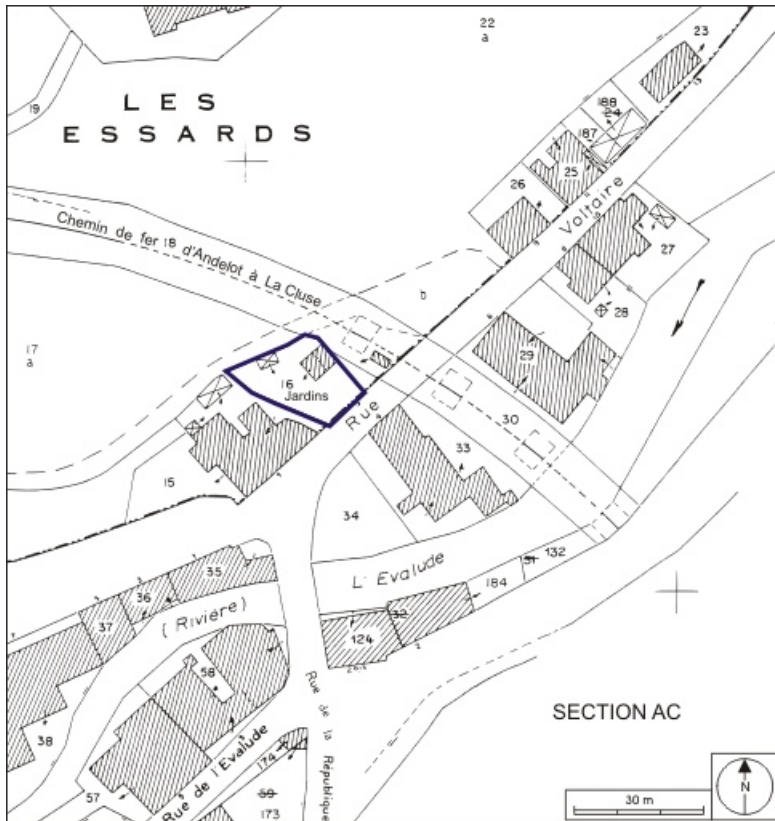 22
a
23
LES
ESSARDS
19
188
24
187
25
26
Voltaire
Chemin de fer 18 d'Andelot à La Cluse
27
b
28
17
a
29
16
Jardins
Rue
30
33
15
34
L'Evalude
31
132
184
35
36
37
(Rivière)
32
124
58
SECTION AC
38
Rue de la République
Rue de l'Evalude
174
59
173
57
30 m
N